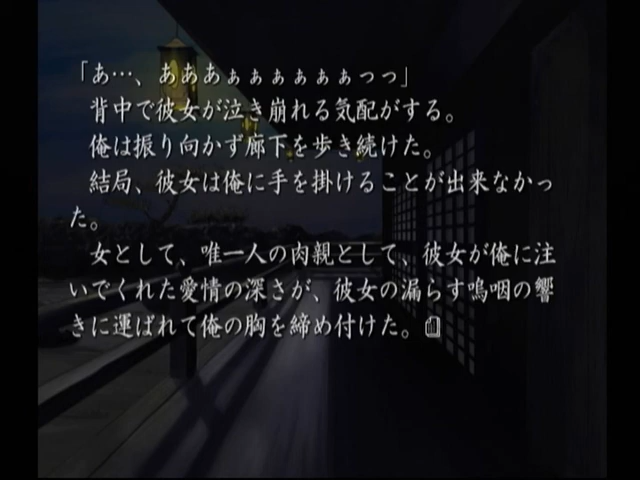 「あ…、あああぁぁぁぁぁぁっっ」
背中で彼女が泣き崩れる気配がする。
俺は振り向かず廊下を歩き続けた。
結局、彼女は俺に手を掛けることが出来なかっ
た。
女として、唯一人の肉親として、彼女が俺に注
いでくれた愛情の深さが、彼女の漏らす嗚咽の響
きに運ばれて俺の胸を締め付けた。